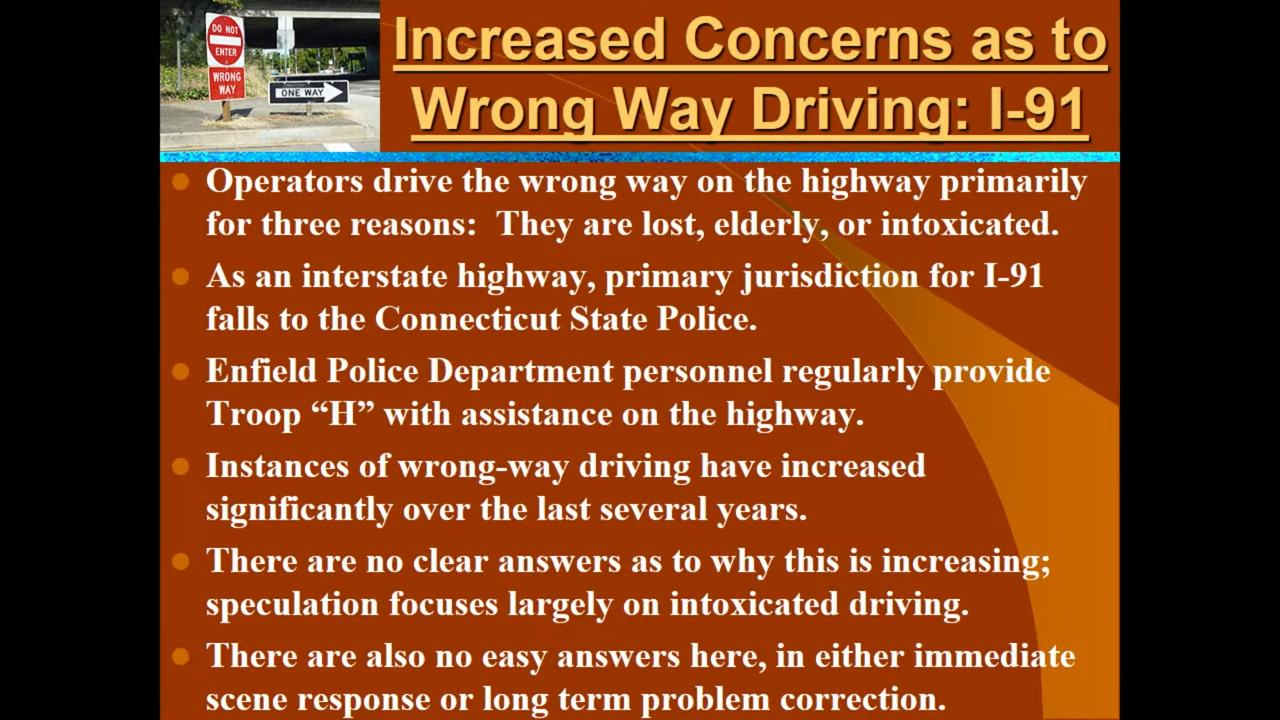 DO NOT
ENTER
WRONG
WAY
ONE WAY
Increased Concerns as to
Wrong Way Driving: I-91
Operators drive the wrong way on the highway primarily
for three reasons:  They are lost, elderly, or intoxicated.
As an interstate highway, primary jurisdiction for I-91
falls to the Connecticut State Police.
Enfield Police Department personnel regularly provide
Troop “H” with assistance on the highway.
Instances of wrong-way driving have increased
significantly over the last several years.
There are no clear answers as to why this is increasing;
speculation focuses largely on intoxicated driving.
There are also no easy answers here, in either immediate
scene response or long term problem correction.